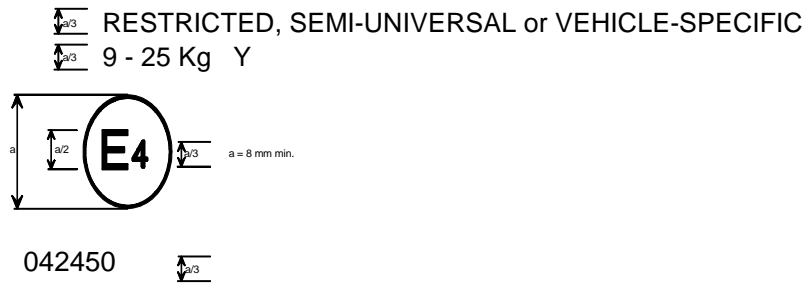 a/3 RESTRICTED, SEMI-UNIVERSAL or VEHICLE-SPECIFIC
a/3 9 - 25 Kg Y
a a/2 E4 a/3 a = 8 mm min.
042450 a/3